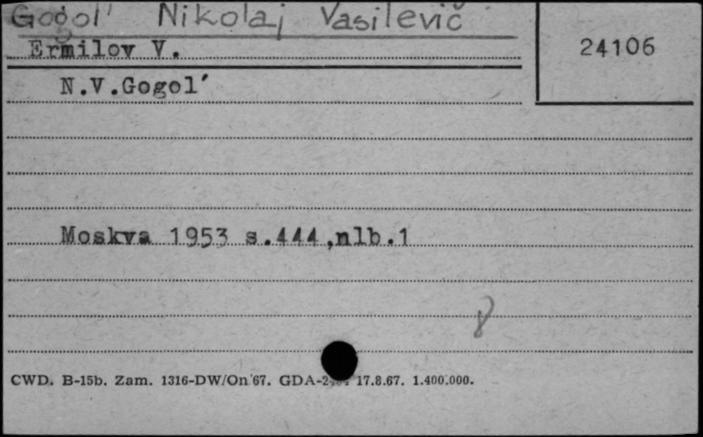 Gogol' Nikolaj Vasilevič
Ermilov V.
24106
N.V.Gogol'
Moskva 1953 s.444,nlb.1
8
CWD. B-15b. Zam. 1316-DW/On'67. 17.8.67. 1.400.000.